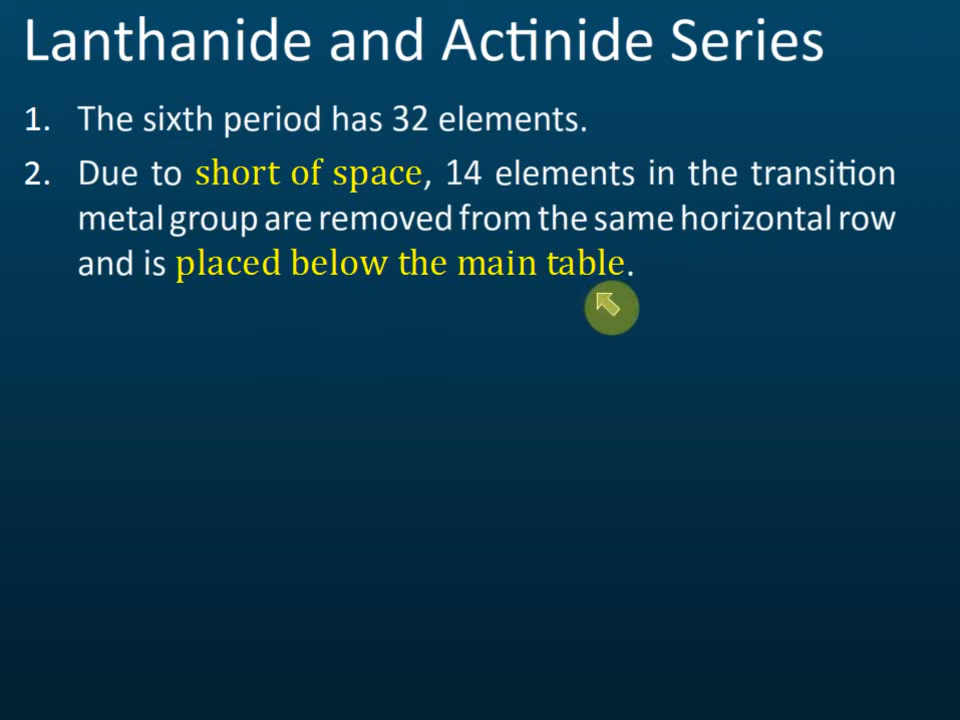 Lanthanide and Actinide Series
1. The sixth period has 32 elements.
2. Due to short of space, 14 elements in the transition
metal group are removed from the same horizontal row
and is placed below the main table.